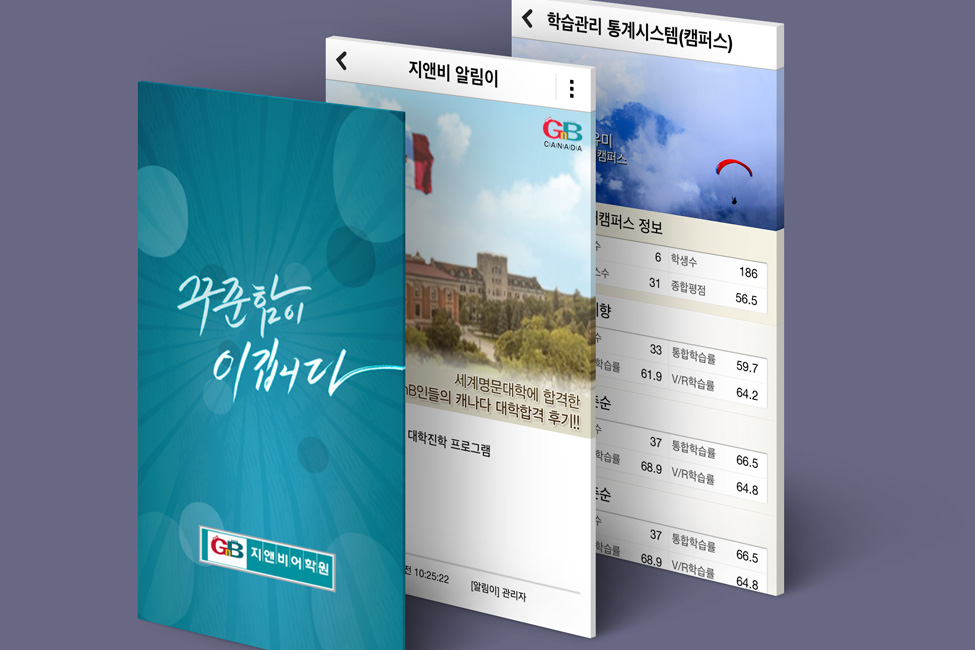 꾸준함이
이깁니다
GnB 지앤비어학원
지앤비 알림이
GnB
C|A|N|A|D|A
세계명문대학에 합격한
nB인들의 캐나다 대학합격 후기!!
대학진학 프로그램
전 10:25:22 [알림이] 관리자
학습관리 통계시스템(캠퍼스)
유미
캠퍼스
캠퍼스 정보
수 6 학생수 186
스수 31 종합평점 56.5
향
수 33 통합학습률 59.7
학습률 61.9 V/R학습률 64.2
준순
수 37 통합학습률 66.5
학습률 68.9 V/R학습률 64.8
준순
수 37 통합학습률 66.5
학습률 68.9 V/R학습률 64.8